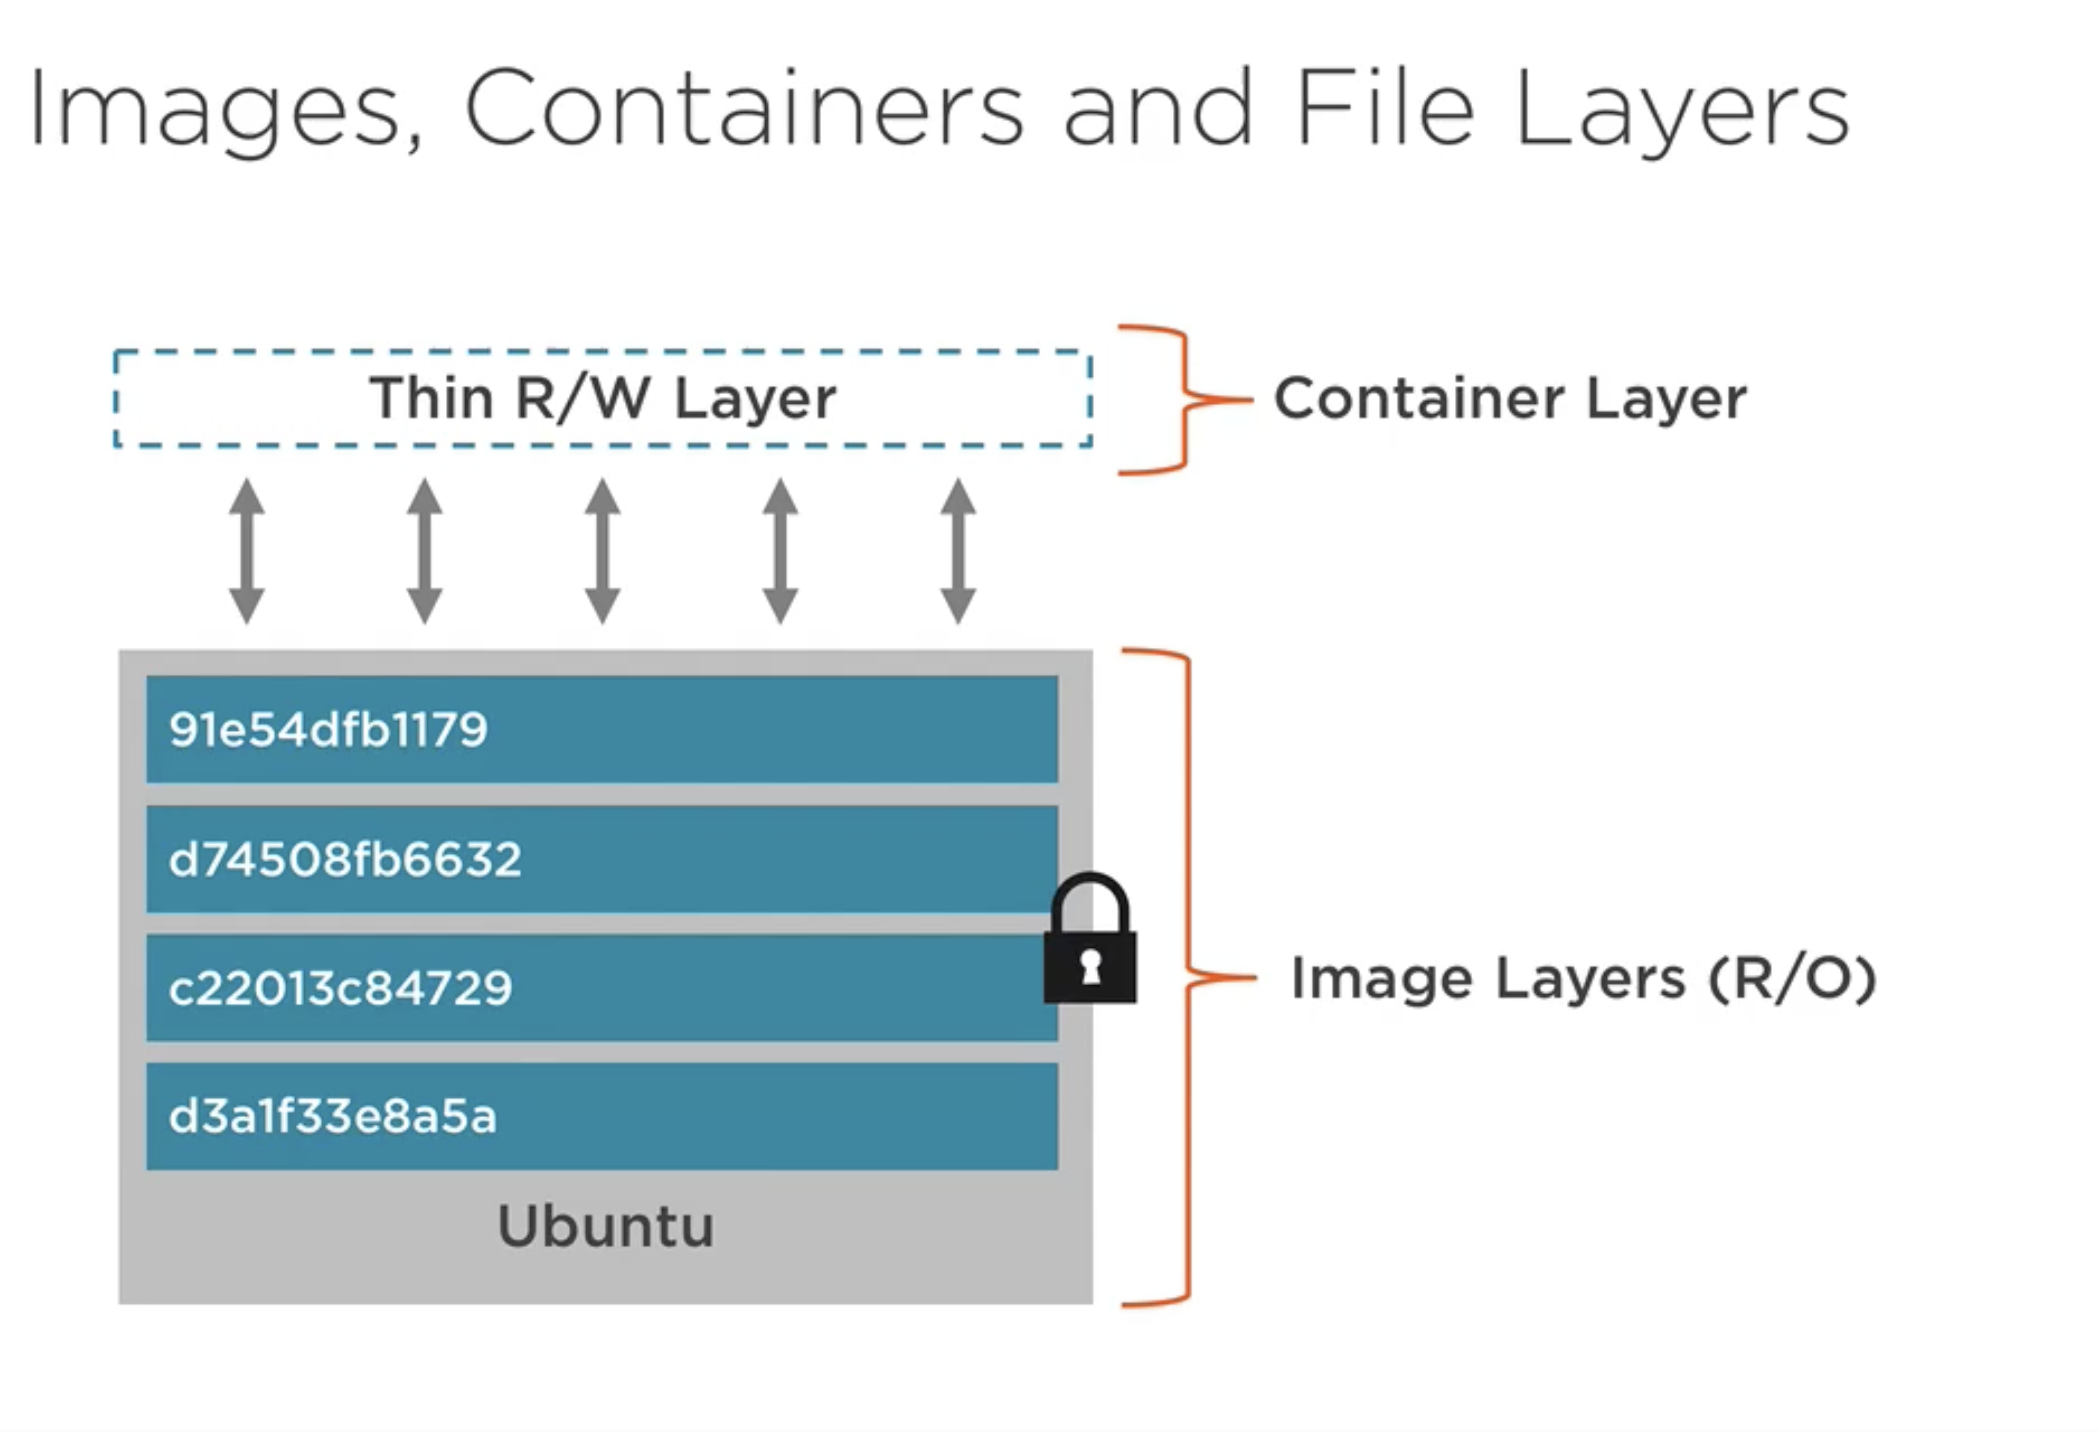 Images, Containers and File Layers
Thin R/W Layer
Container Layer
91e54dfb1179
d74508fb6632
c22013c84729
d3a1f33e8a5a
Ubuntu
Image Layers (R/O)